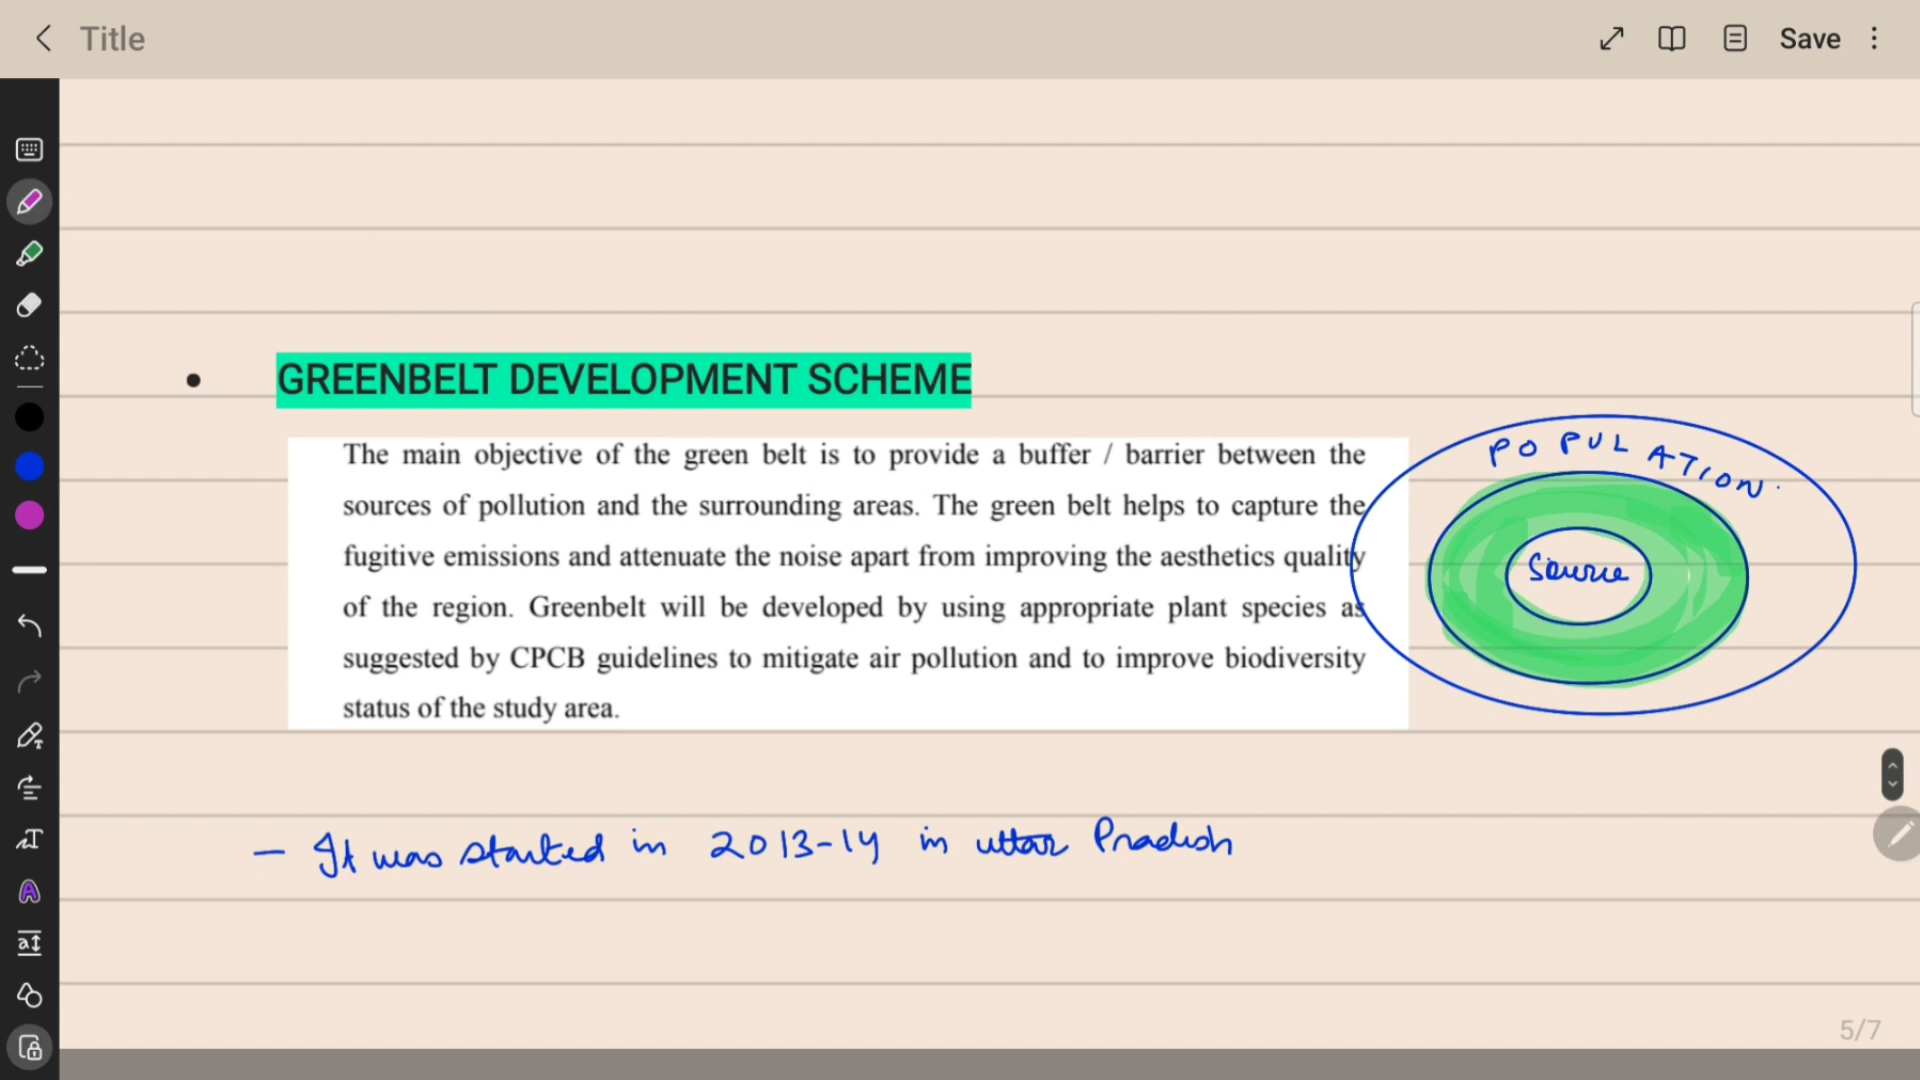 Title
Save
• GREENBELT DEVELOPMENT SCHEME
The main objective of the green belt is to provide a buffer / barrier between the
sources of pollution and the surrounding areas. The green belt helps to capture the
fugitive emissions and attenuate the noise apart from improving the aesthetics quality
of the region. Greenbelt will be developed by using appropriate plant species as
suggested by CPCB guidelines to mitigate air pollution and to improve biodiversity
status of the study area.
POPULATION
Source
- It was started in 2013-14 in uttar Pradesh
5/7